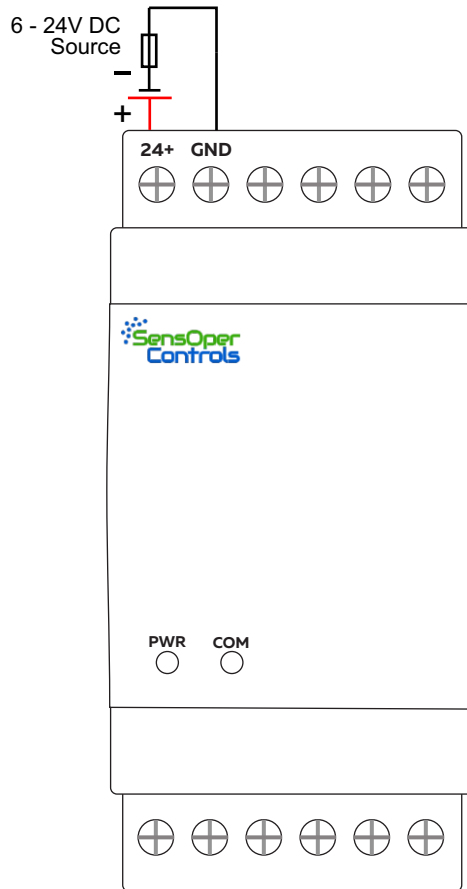 6 - 24V DC
Source
−
+
24+ GND
SensOper
Controls
PWR COM